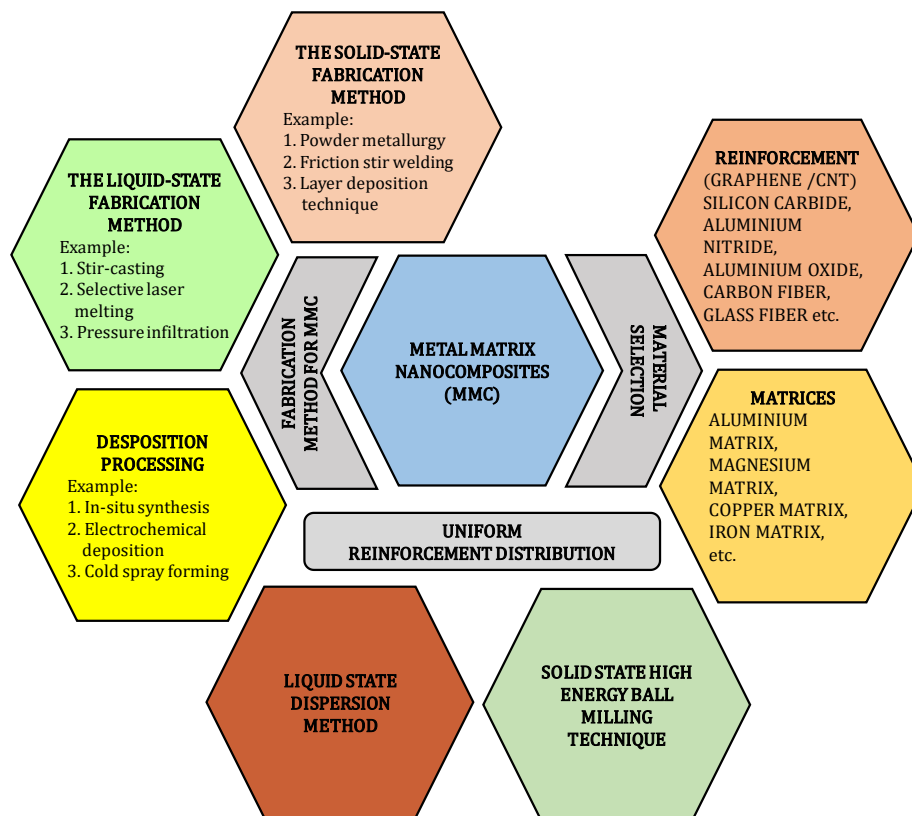 THE SOLID-STATE
FABRICATION
METHOD
Example:
1. Powder metallurgy
2. Friction stir welding
3. Layer deposition
technique
THE LIQUID-STATE
FABRICATION
METHOD
Example:
1. Stir-casting
2. Selective laser
melting
3. Pressure infiltration
REINFORCEMENT
(GRAPHENE /CNT)
SILICON CARBIDE,
ALUMINIUM
NITRIDE,
ALUMINIUM OXIDE,
CARBON FIBER,
GLASS FIBER etc.
FABRICATION
METHOD FOR MMC
METAL MATRIX
NANOCOMPOSITES
(MMC)
MATERIAL
SELECTION
DESPOSITION
PROCESSING
Example:
1. In-situ synthesis
2. Electrochemical
deposition
3. Cold spray forming
MATRICES
ALUMINIUM
MATRIX,
MAGNESIUM
MATRIX,
COPPER MATRIX,
IRON MATRIX,
etc.
UNIFORM
REINFORCEMENT DISTRIBUTION
LIQUID STATE
DISPERSION
METHOD
SOLID STATE HIGH
ENERGY BALL
MILLING
TECHNIQUE